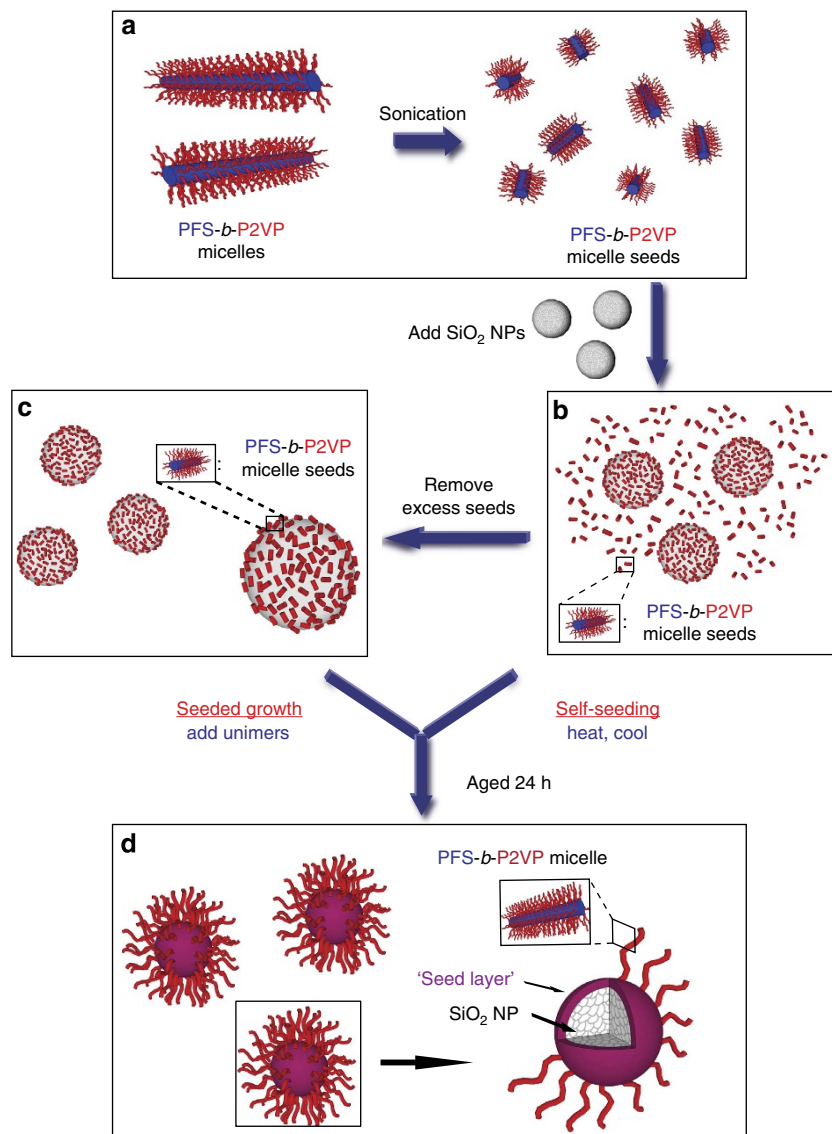 a
Sonication
PFS-b-P2VP
micelles
PFS-b-P2VP
micelle seeds
Add SiO₂ NPs
c
PFS-b-P2VP
micelle seeds
:
Remove
excess seeds
b
:
PFS-b-P2VP
micelle seeds
Seeded growth
add unimers
Self-seeding
heat, cool
Aged 24 h
d
PFS-b-P2VP micelle
'Seed layer'
SiO₂ NP